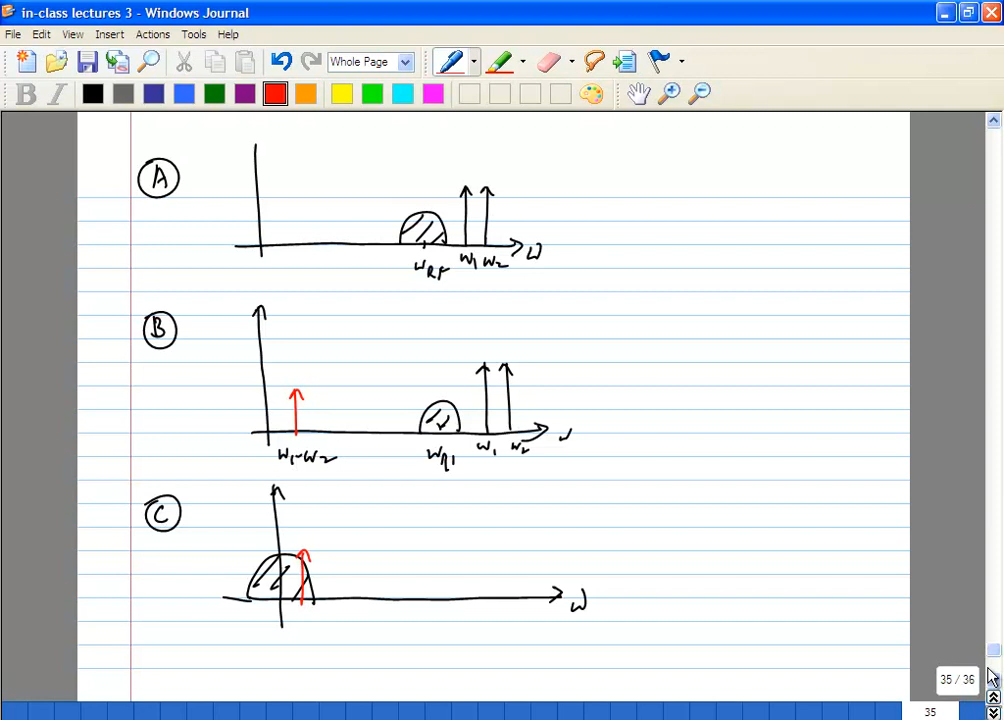 in-class lectures 3 - Windows Journal
File Edit View Insert Actions Tools Help
Whole Page
B I
A
ω
ωRF ω1 ω2
B
ω1-ω2 ω1 ω2
C
ω
35 / 36
35